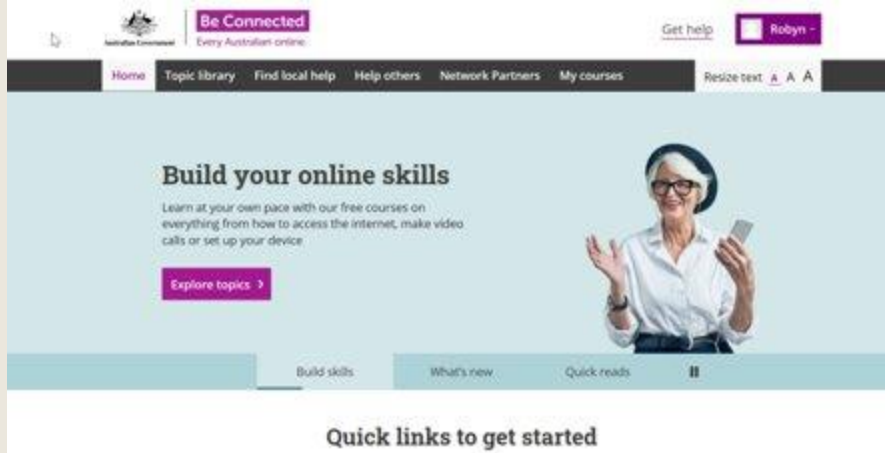 Be Connected
Australian Government
Every Australian online
Get help
Robyn
Home Topic library Find local help Help others Network Partners My courses
Resize text A A A
Build your online skills
Learn at your own pace with our free courses on
everything from how to access the internet, make video
calls or set up your device
Explore topics
Build skills What's new Quick reads
Quick links to get started